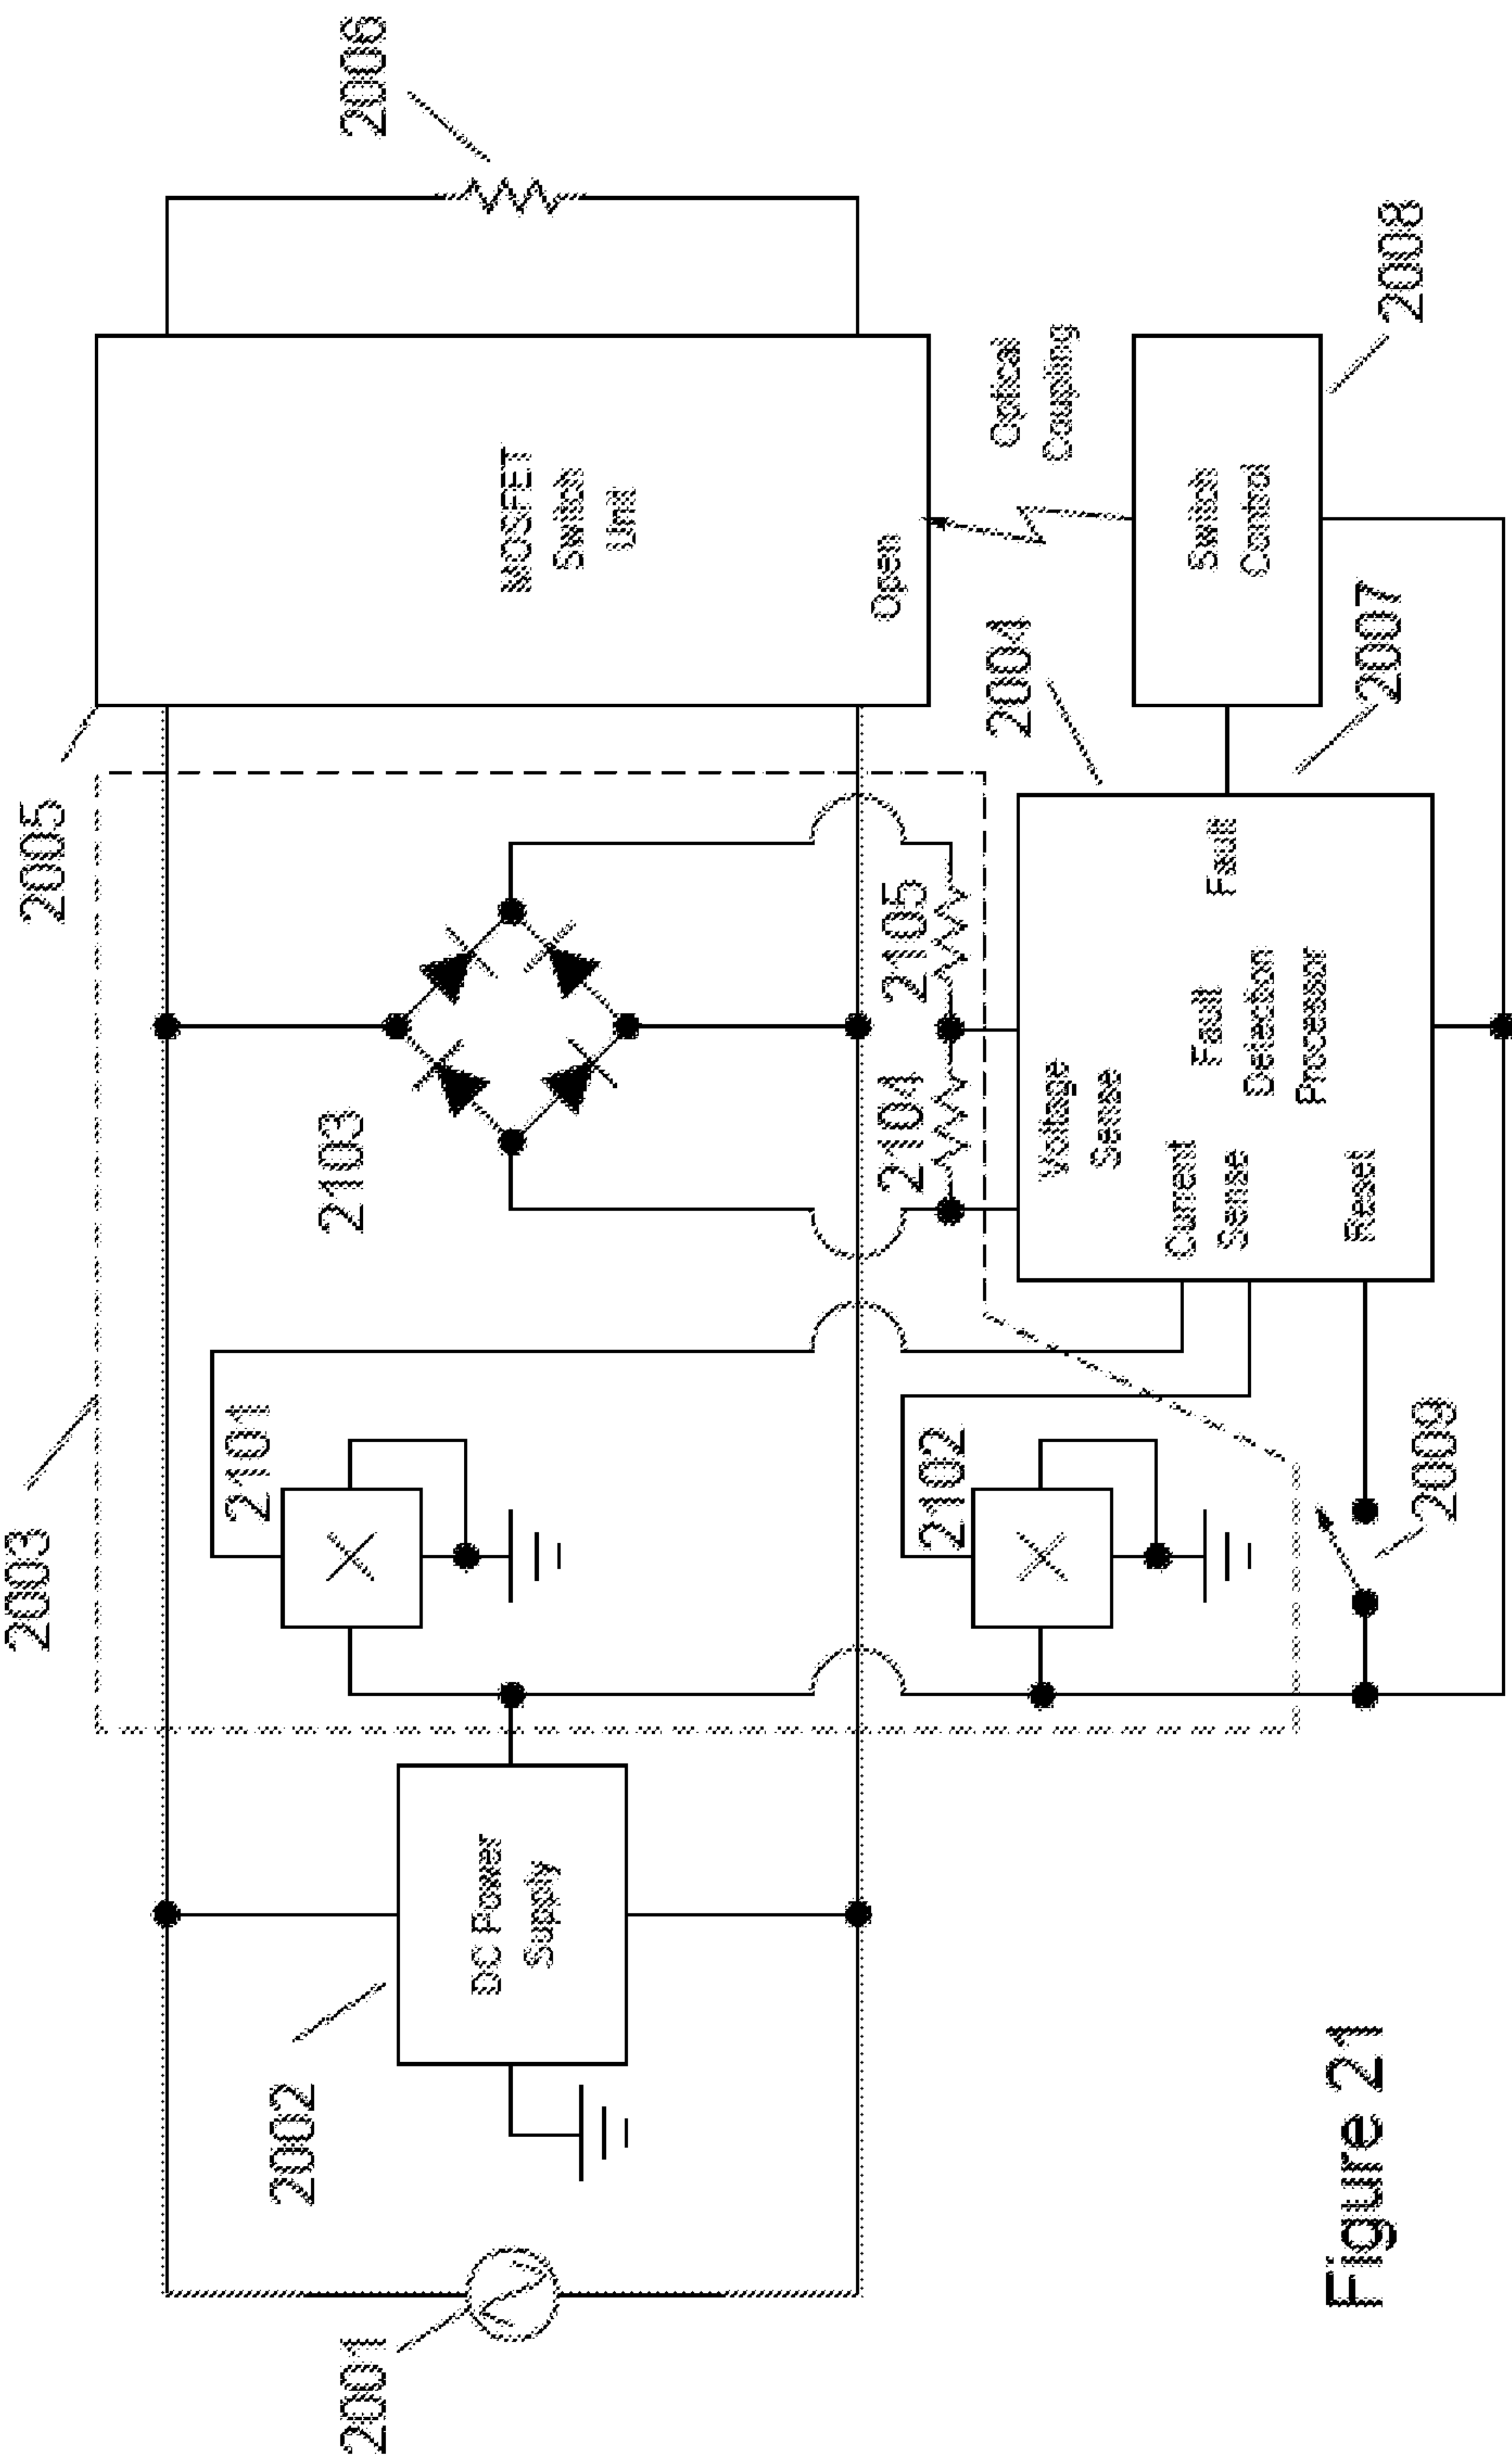 2003
2005
2101
2103
2006
2002
DC Power
Supply
MOSFET
Switch
Unit
2001
Open
2102
2104
2105
2004
Optical
Coupling
Voltage
Sense
Current
Sense
Fault
Detection
Processor
Fault
Reset
Switch
Control
2007
2008
2009
Figure 21